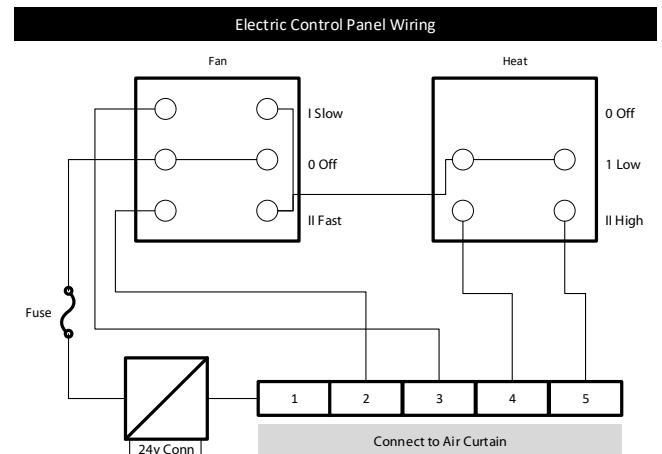 Electric Control Panel Wiring
Fan
Heat
I Slow
0 Off
0 Off
1 Low
II Fast
II High
Fuse
1 2 3 4 5
24v Conn
Connect to Air Curtain